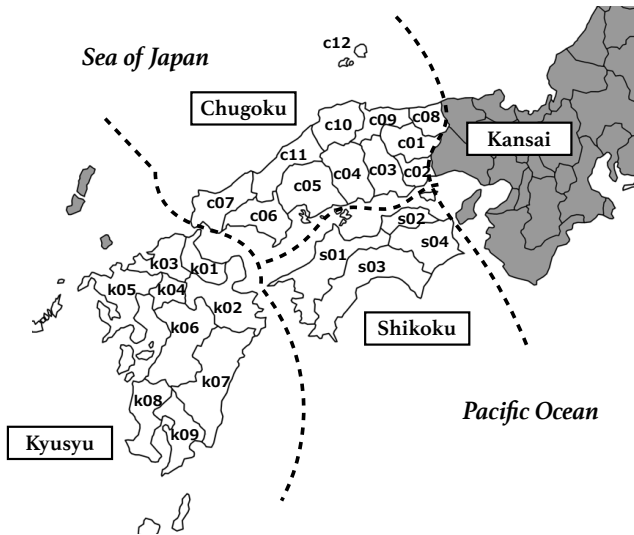 c12
Sea of Japan
Chugoku
c10
c09
c08
Kansai
c01
c11
c04
c03
c02
c05
c07
c06
s02
s01
s04
s03
k03
k01
k05
k04
k02
k06
Shikoku
k07
k08
Pacific Ocean
k09
Kyusyu